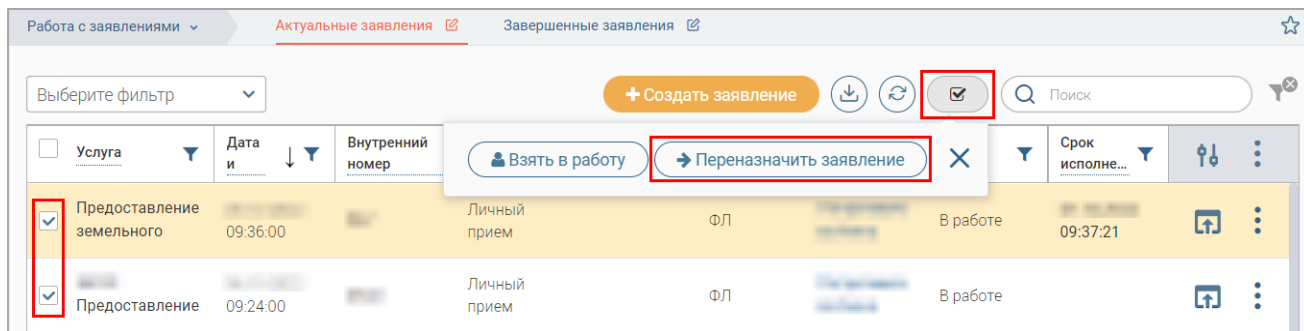 Работа с заявлениями
Актуальные заявления
Завершенные заявления
Выберите фильтр
+ Создать заявление
Поиск
Услуга
Дата
и
Внутренний
номер
Взять в работу
Переназначить заявление
Срок
исполне...
Предоставление
земельного
09:36:00
Личный
прием
ФЛ
В работе
09:37:21
Предоставление
09:24:00
Личный
прием
ФЛ
В работе